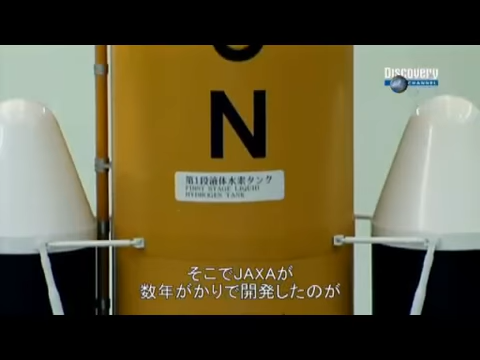 Discovery
CHANNEL
N
第1段液体水素タンク
FIRST STAGE LIQUID
HYDROGEN TANK
そこでJAXAが
数年がかりで開発したのが